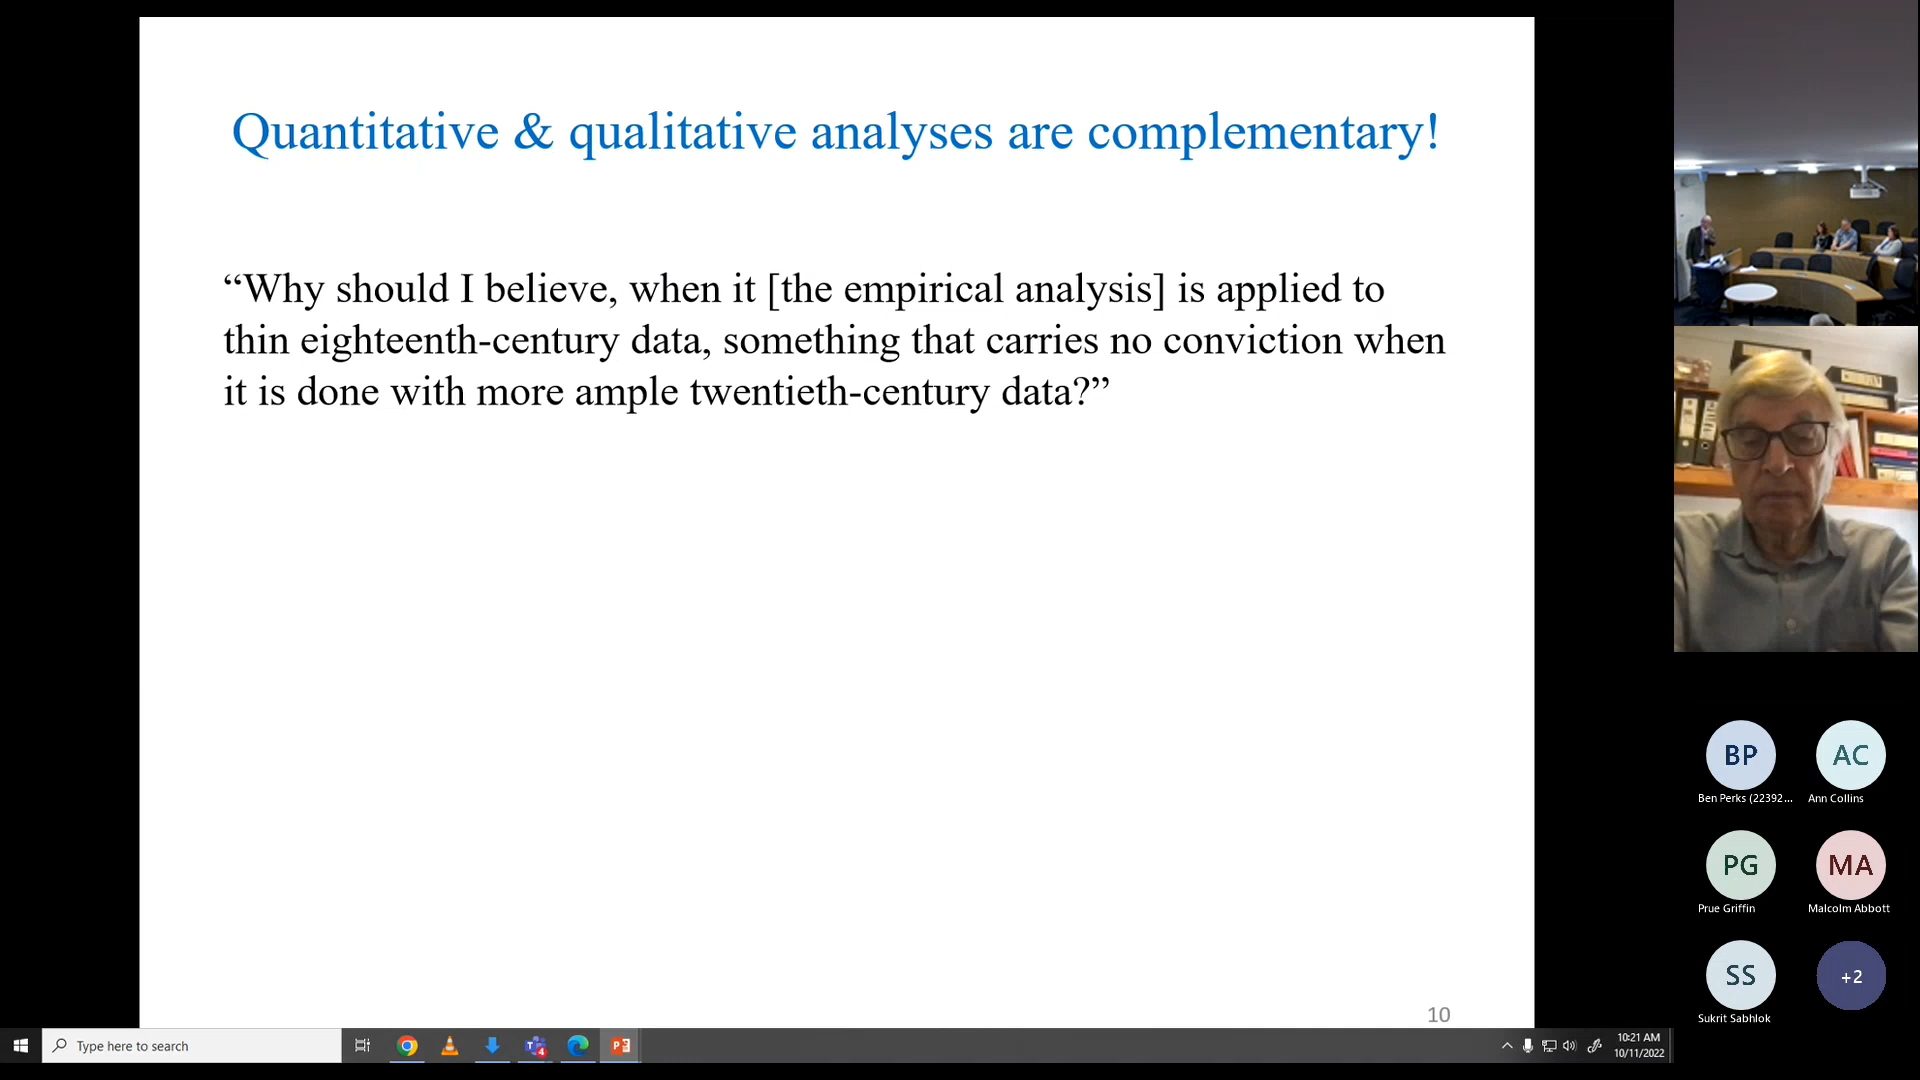 Quantitative & qualitative analyses are complementary!
“Why should I believe, when it [the empirical analysis] is applied to
thin eighteenth-century data, something that carries no conviction when
it is done with more ample twentieth-century data?”
10
BP
Ben Perks (22392...
AC
Ann Collins
PG
Prue Griffin
MA
Malcolm Abbott
SS
Sukrit Sabhlok
+2
Type here to search
4
10:21 AM
10/11/2022